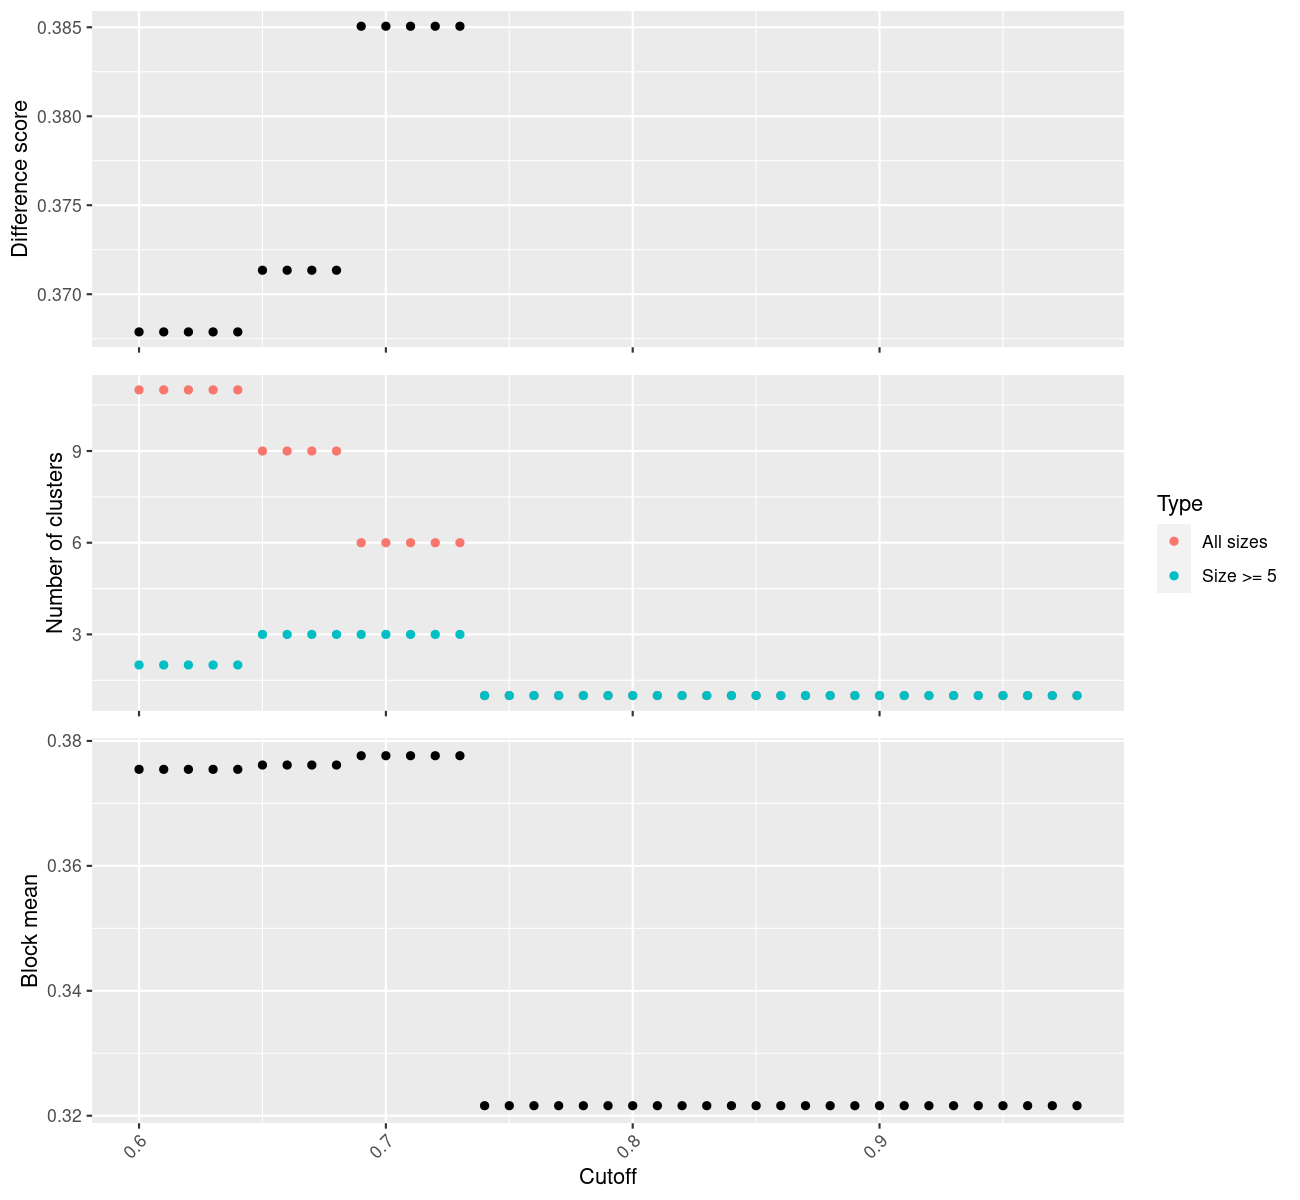 Difference score
0.385
0.380
0.375
0.370
Number of clusters
9
6
3
Type
All sizes
Size >= 5
Block mean
0.38
0.36
0.34
0.32
0.6
0.7
0.8
0.9
Cutoff